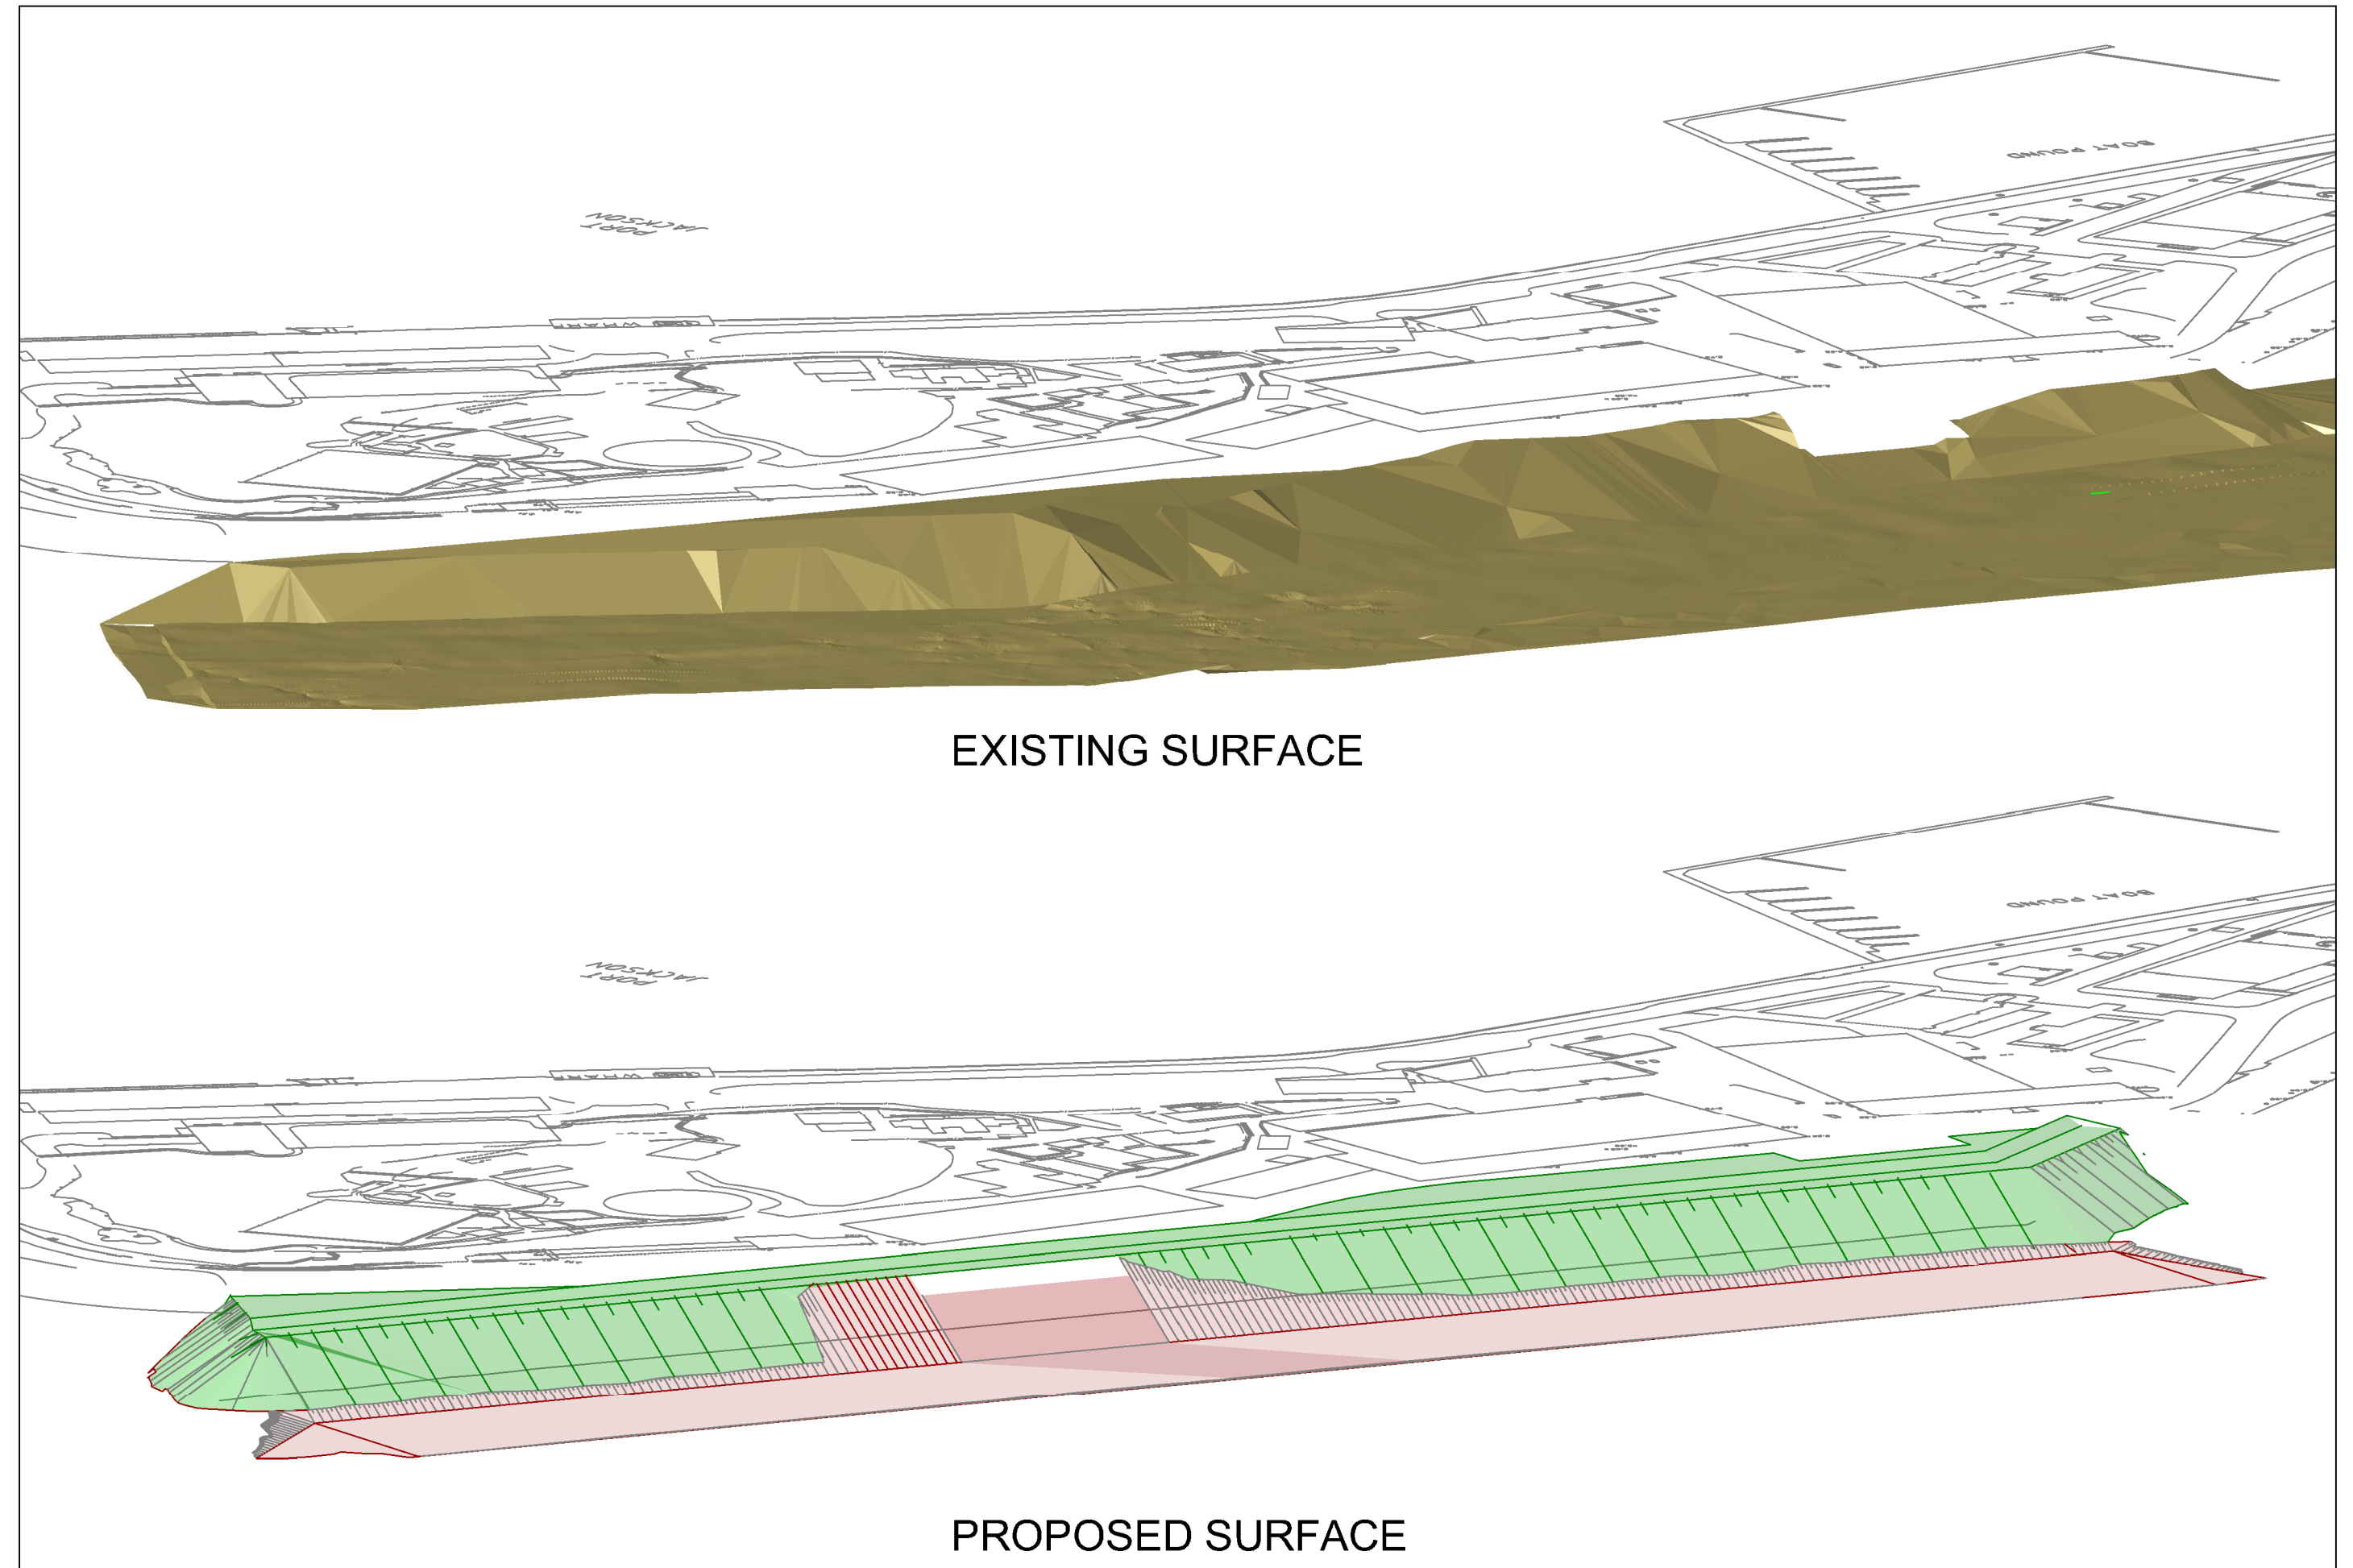 PORT
JACKSON
WHARF
BOAT POUND
EXISTING SURFACE
PORT
JACKSON
WHARF
BOAT POUND
PROPOSED SURFACE